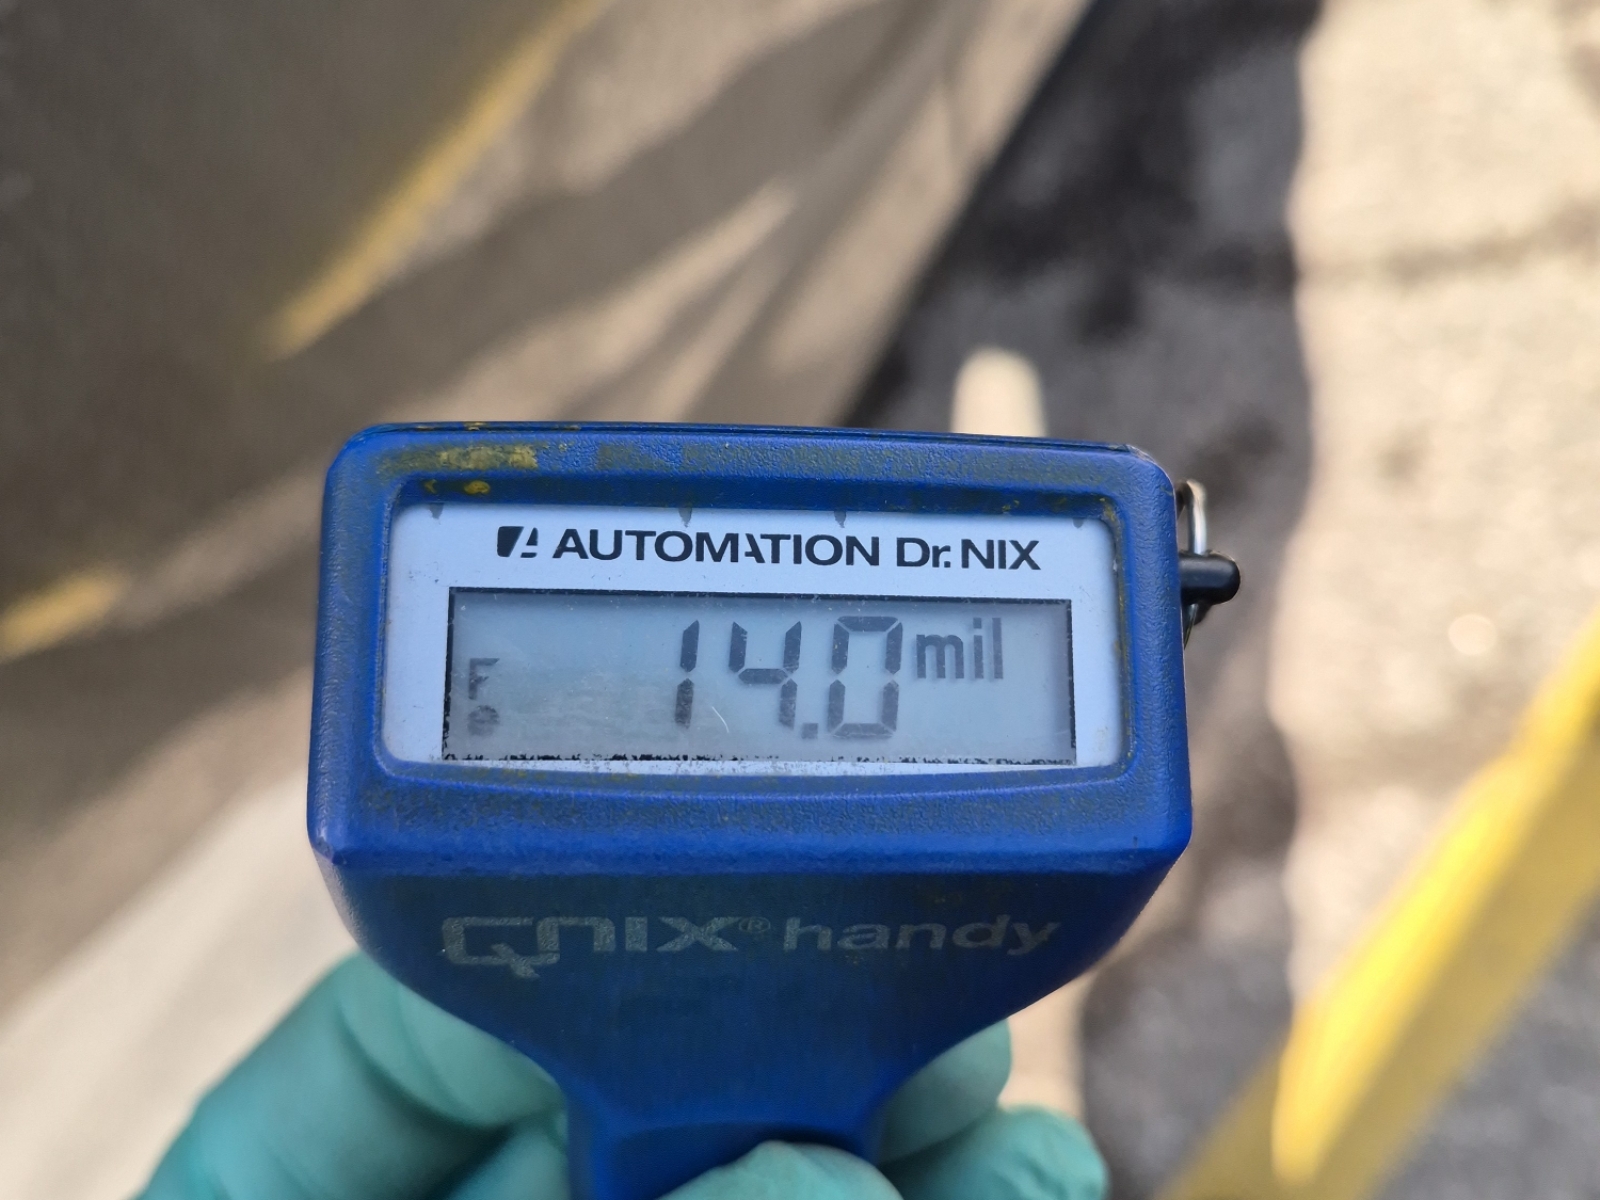 AUTOMATION Dr. NIX
Fe 14.0 mil
QNIX® handy